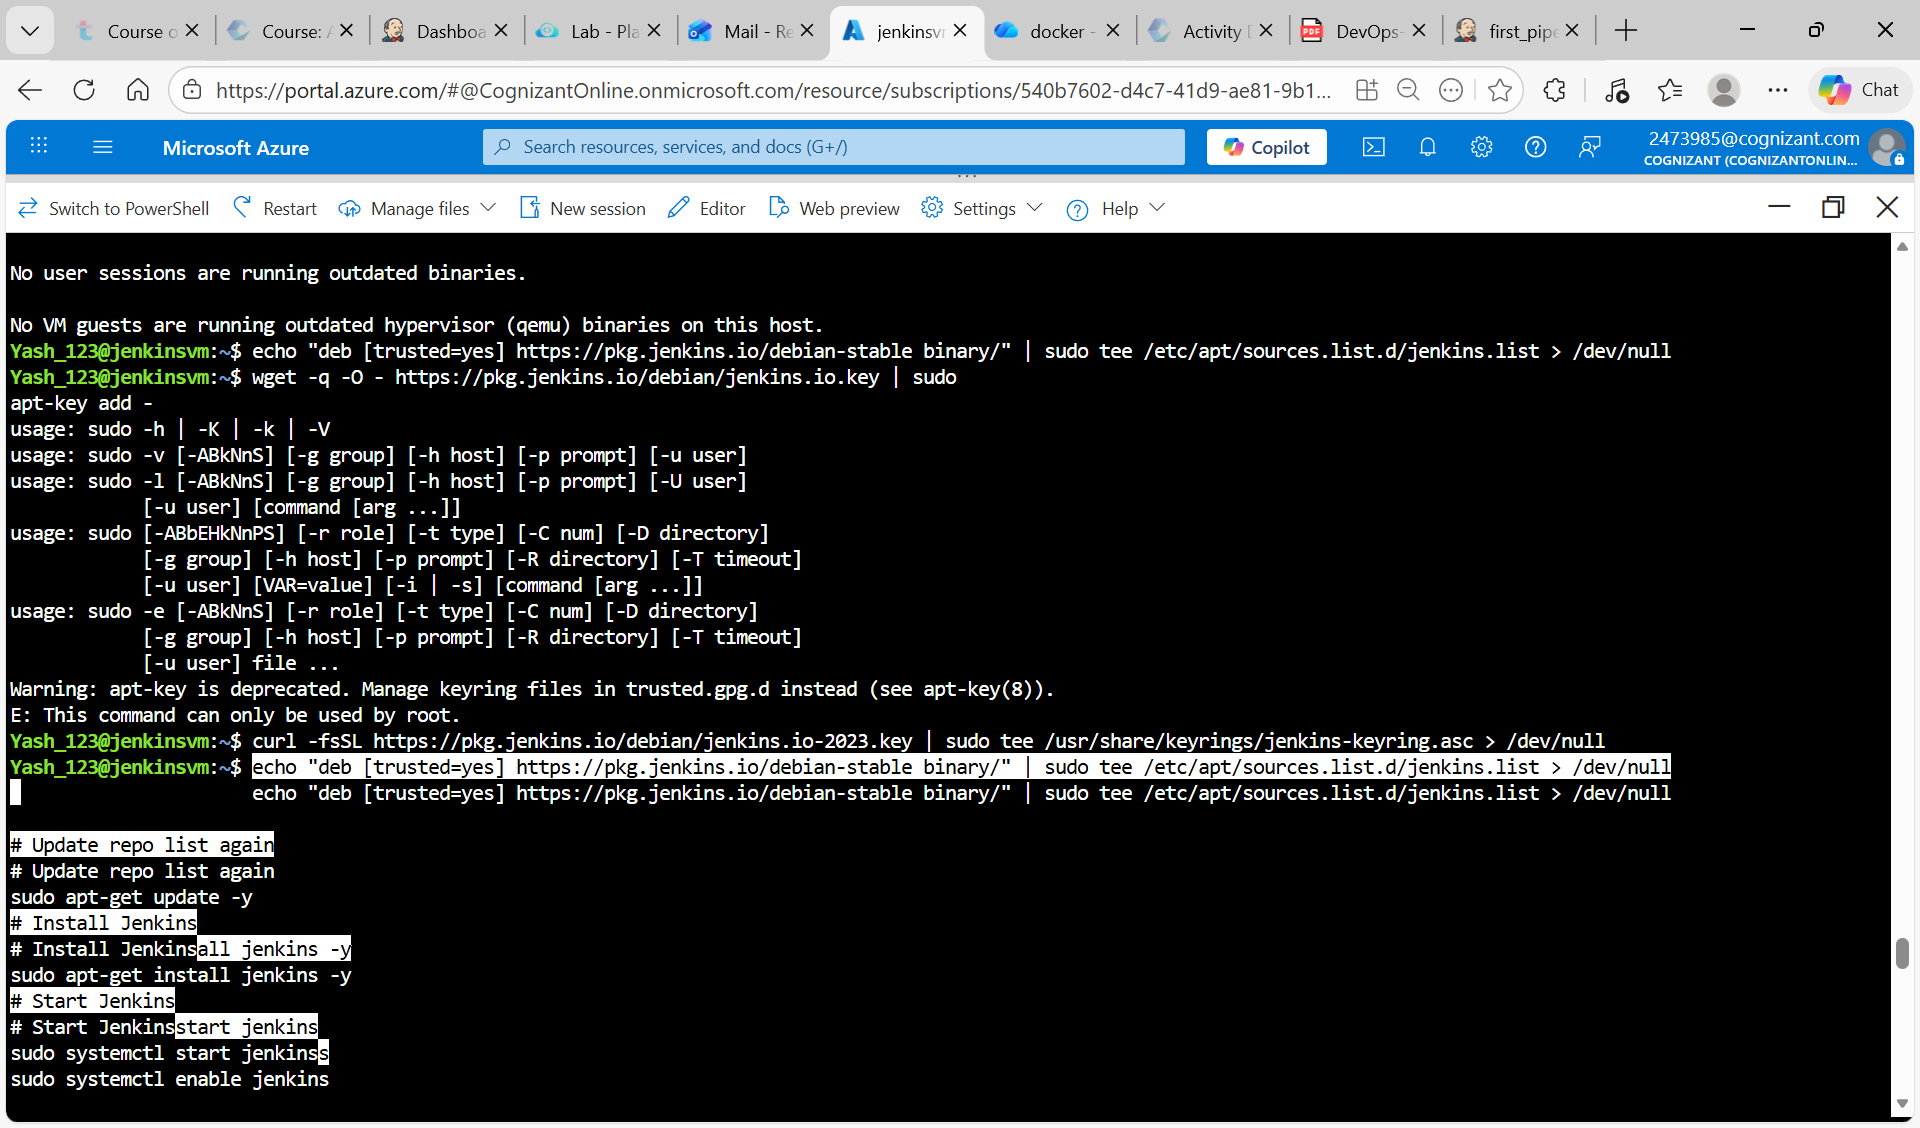 Course o
Course: A
Dashboa
Lab - Pla
Mail - Re
jenkinsvm
docker -
Activity D
PDF
DevOps-
first_pipe
https://portal.azure.com/#@CognizantOnline.onmicrosoft.com/resource/subscriptions/540b7602-d4c7-41d9-ae81-9b1...
Chat
Microsoft Azure
Search resources, services, and docs (G+/)
Copilot
2473985@cognizant.com
COGNIZANT (COGNIZANTONLIN...
Switch to PowerShell
Restart
Manage files
New session
Editor
Web preview
Settings
Help
No user sessions are running outdated binaries.
No VM guests are running outdated hypervisor (qemu) binaries on this host.
Yash_123@jenkinsvm:~$ echo "deb [trusted=yes] https://pkg.jenkins.io/debian-stable binary/" | sudo tee /etc/apt/sources.list.d/jenkins.list > /dev/null
Yash_123@jenkinsvm:~$ wget -q -O - https://pkg.jenkins.io/debian/jenkins.io.key | sudo
apt-key add -
usage: sudo -h | -K | -k | -V
usage: sudo -v [-ABkNnS] [-g group] [-h host] [-p prompt] [-u user]
usage: sudo -l [-ABkNnS] [-g group] [-h host] [-p prompt] [-U user]
[-u user] [command [arg ...]]
usage: sudo [-ABbEHkNnPS] [-r role] [-t type] [-C num] [-D directory]
[-g group] [-h host] [-p prompt] [-R directory] [-T timeout]
[-u user] [VAR=value] [-i | -s] [command [arg ...]]
usage: sudo -e [-ABkNnS] [-r role] [-t type] [-C num] [-D directory]
[-g group] [-h host] [-p prompt] [-R directory] [-T timeout]
[-u user] file ...
Warning: apt-key is deprecated. Manage keyring files in trusted.gpg.d instead (see apt-key(8)).
E: This command can only be used by root.
Yash_123@jenkinsvm:~$ curl -fsSL https://pkg.jenkins.io/debian/jenkins.io-2023.key | sudo tee /usr/share/keyrings/jenkins-keyring.asc > /dev/null
Yash_123@jenkinsvm:~$ echo "deb [trusted=yes] https://pkg.jenkins.io/debian-stable binary/" | sudo tee /etc/apt/sources.list.d/jenkins.list > /dev/null
echo "deb [trusted=yes] https://pkg.jenkins.io/debian-stable binary/" | sudo tee /etc/apt/sources.list.d/jenkins.list > /dev/null
# Update repo list again
# Update repo list again
sudo apt-get update -y
# Install Jenkins
# Install Jenkinsall jenkins -y
sudo apt-get install jenkins -y
# Start Jenkins
# Start Jenkinsstart jenkins
sudo systemctl start jenkinss
sudo systemctl enable jenkins